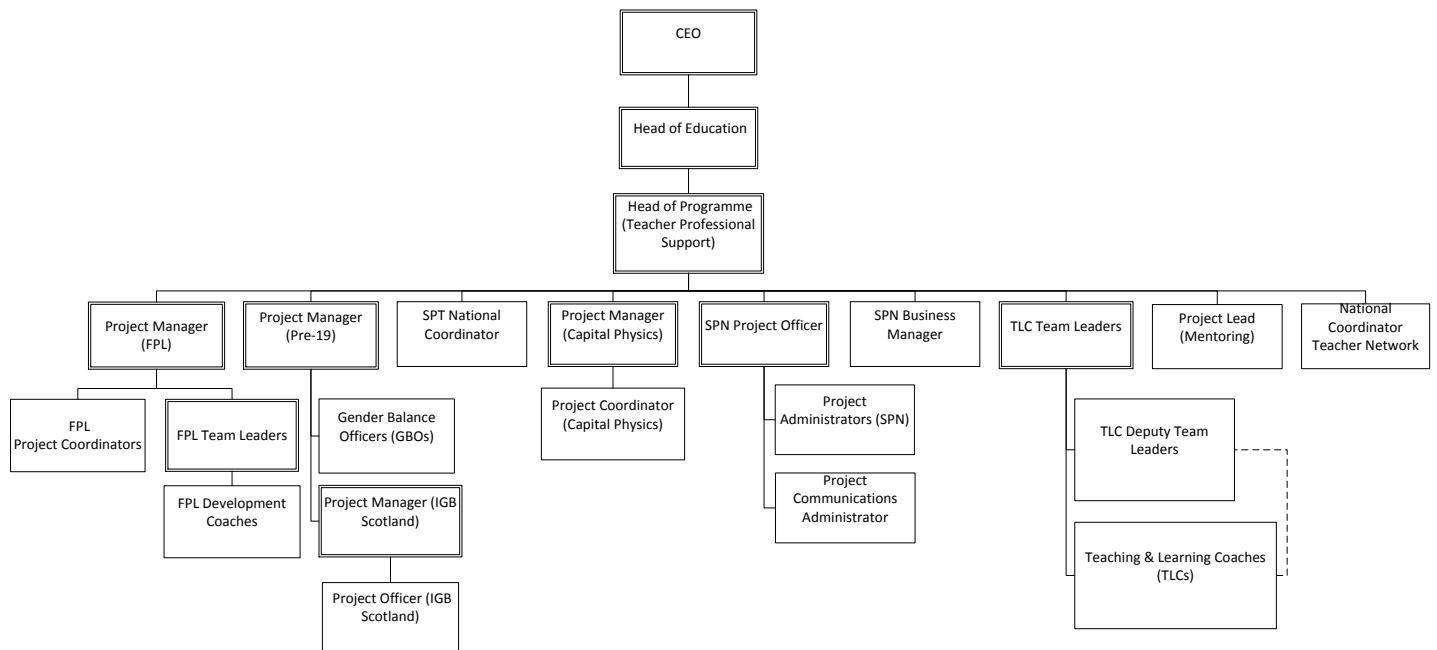 CEO
Head of Education
Head of Programme
(Teacher Professional
Support)
Project Manager
(FPL)
Project Manager
(Pre-19)
SPT National
Coordinator
Project Manager
(Capital Physics)
SPN Project Officer
SPN Business
Manager
TLC Team Leaders
Project Lead
(Mentoring)
National
Coordinator
Teacher Network
FPL
Project Coordinators
FPL Team Leaders
Gender Balance
Officers (GBOs)
Project Coordinator
(Capital Physics)
Project
Administrators (SPN)
TLC Deputy Team
Leaders
FPL Development
Coaches
Project Manager (IGB
Scotland)
Project
Communications
Administrator
Teaching & Learning Coaches
(TLCs)
Project Officer (IGB
Scotland)